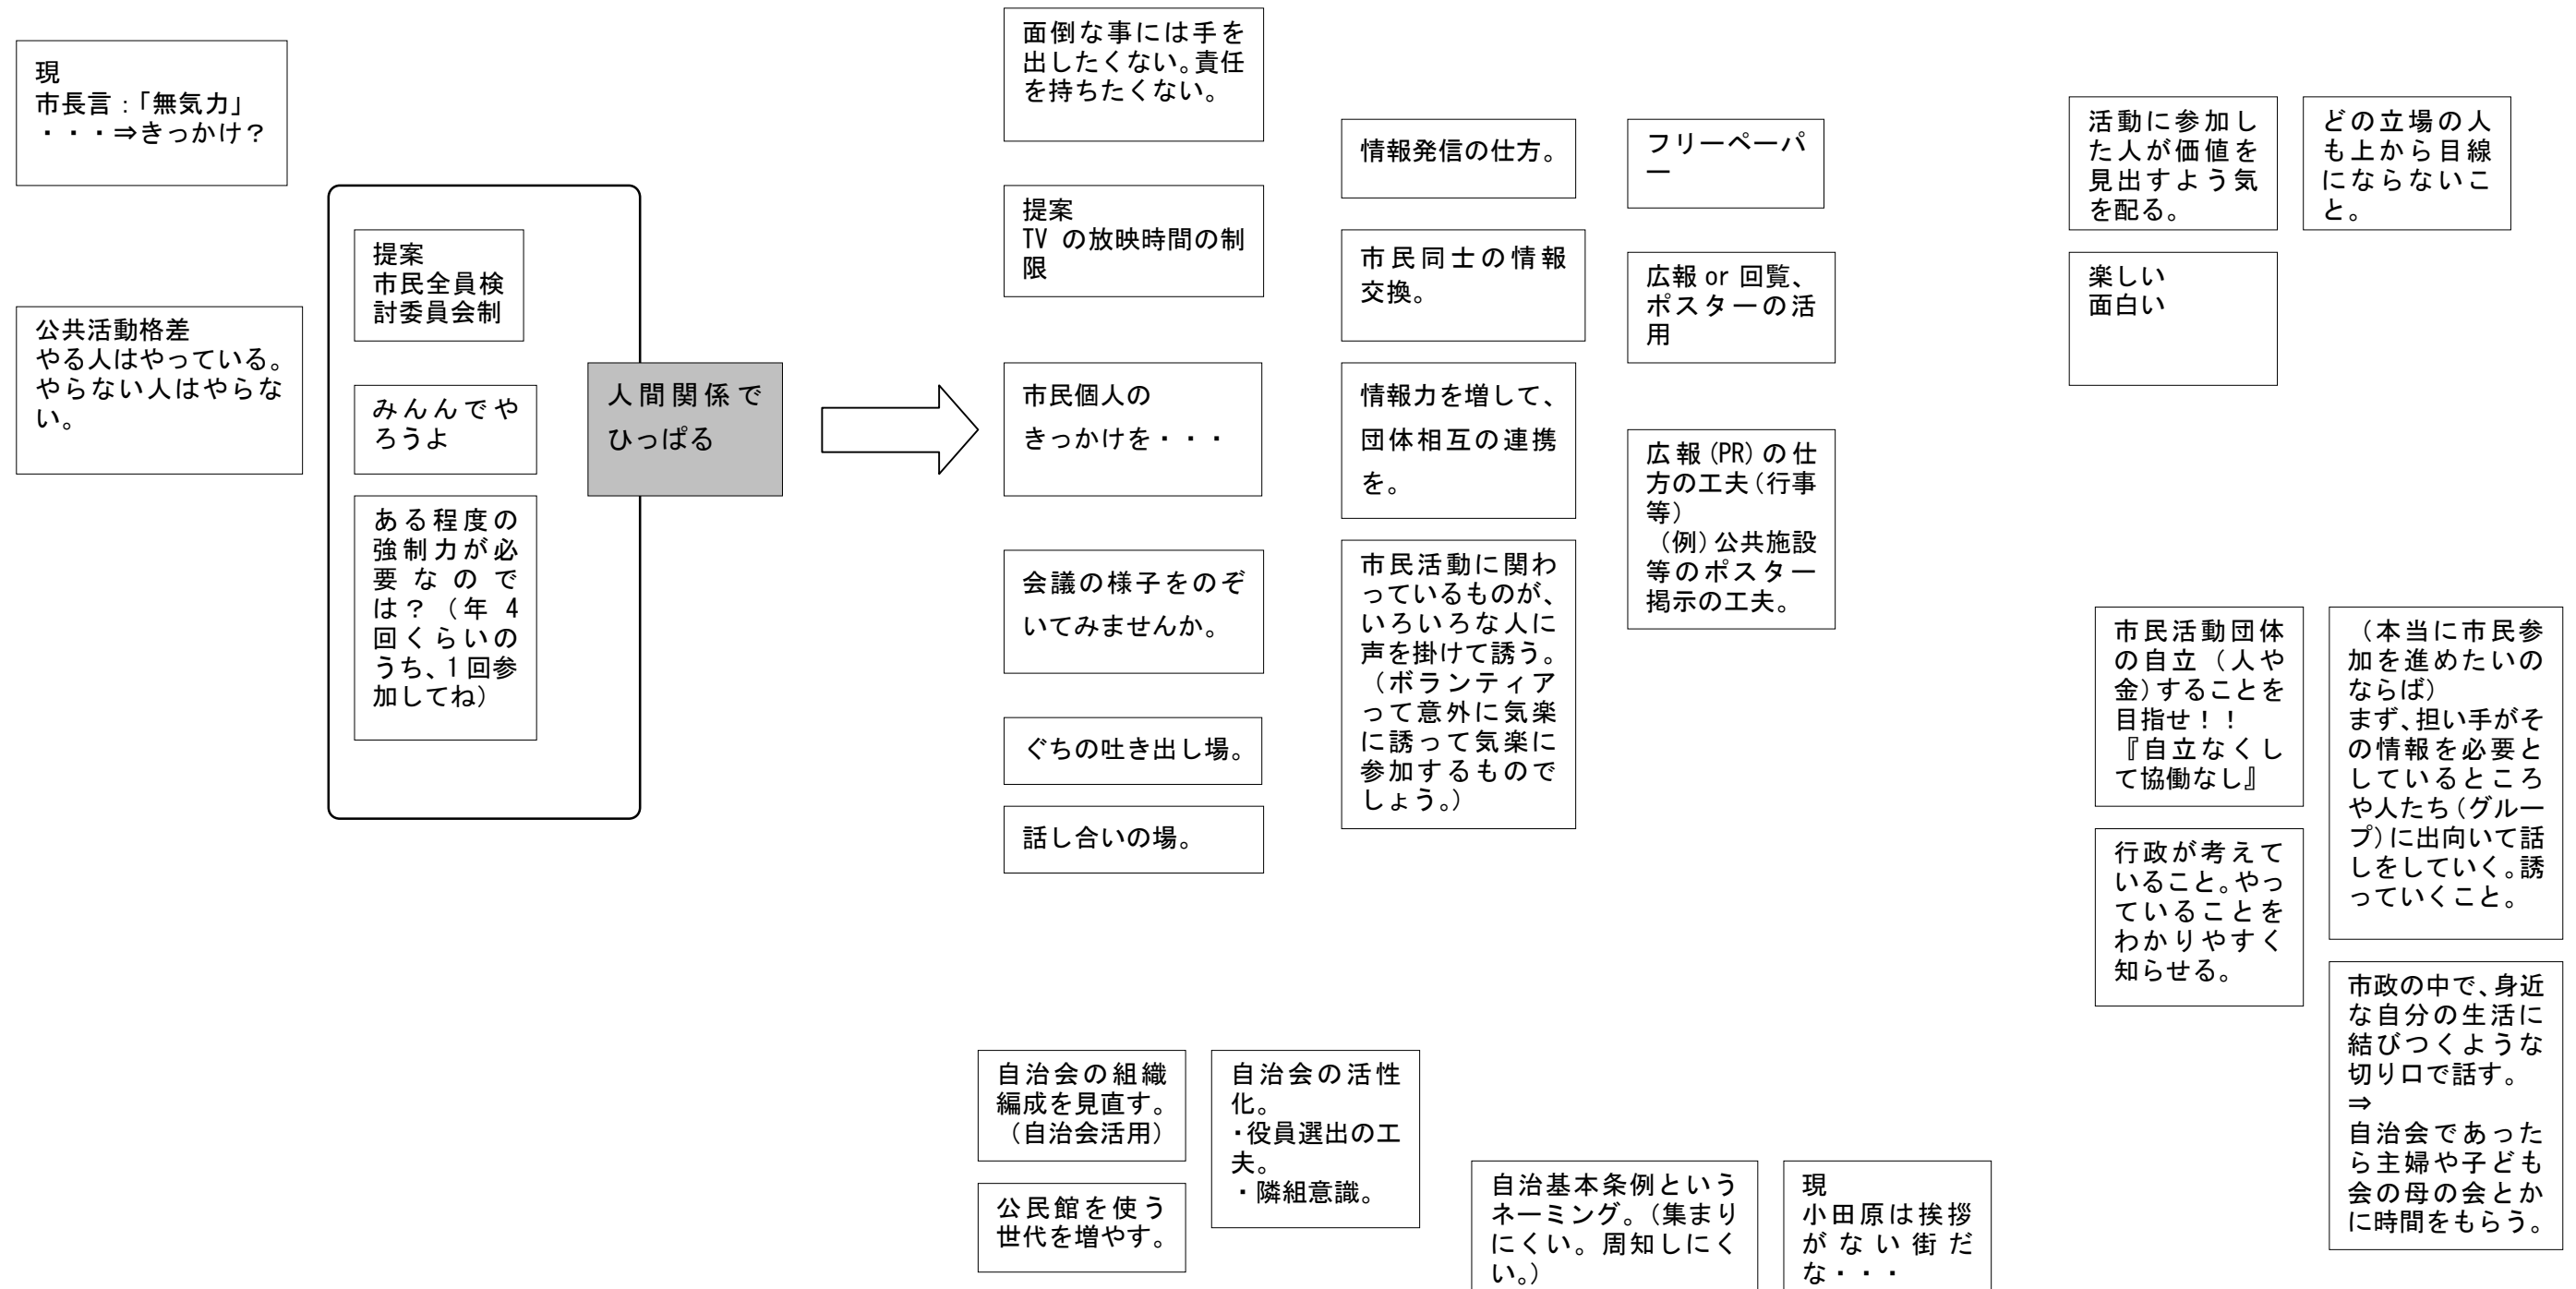 現
市長言：「無気力」
・・・⇒きっかけ？
公共活動格差
やる人はやっている。
やらない人はやらな
い。
提案
市民全員検
討委員会制
みんんでや
ろうよ
ある程度の
強制力が必
要なので
は？（年 4
回くらいの
うち、1回参
加してね）
人間関係で
ひっぱる
面倒な事には手を
出したくない。責任
を持ちたくない。
提案
TV の放映時間の制
限
市民個人の
きっかけを・・・
会議の様子をのぞ
いてみませんか。
ぐちの吐き出し場。
話し合いの場。
情報発信の仕方。
市民同士の情報
交換。
情報力を増して、
団体相互の連携
を。
市民活動に関わ
っているものが、
いろいろな人に
声を掛けて誘う。
（ボランティア
って意外に気楽
に誘って気楽に
参加するもので
しょう。）
フリーペーパ
ー
広報 or 回覧、
ポスターの活
用
広報(PR)の仕
方の工夫（行事
等）
（例）公共施設
等のポスター
掲示の工夫。
活動に参加し
た人が価値を
見出すよう気
を配る。
どの立場の人
も上から目線
にならないこ
と。
楽しい
面白い
市民活動団体
の自立（人や
金）することを
目指せ！！
『自立なくし
て協働なし』
行政が考えて
いること。やっ
ていることを
わかりやすく
知らせる。
（本当に市民参
加を進めたいの
ならば）
まず、担い手がそ
の情報を必要と
しているところ
や人たち（グルー
プ）に出向いて話
しをしていく。誘
っていくこと。
市政の中で、身近
な自分の生活に
結びつくような
切り口で話す。
⇒
自治会であった
ら主婦や子ども
会の母の会とか
に時間をもらう。
自治会の組織
編成を見直す。
（自治会活用）
公民館を使う
世代を増やす。
自治会の活性
化。
・役員選出の工
夫。
・隣組意識。
自治基本条例という
ネーミング。（集まり
にくい。周知しにく
い。）
現
小田原は挨拶
がない街だ
な・・・